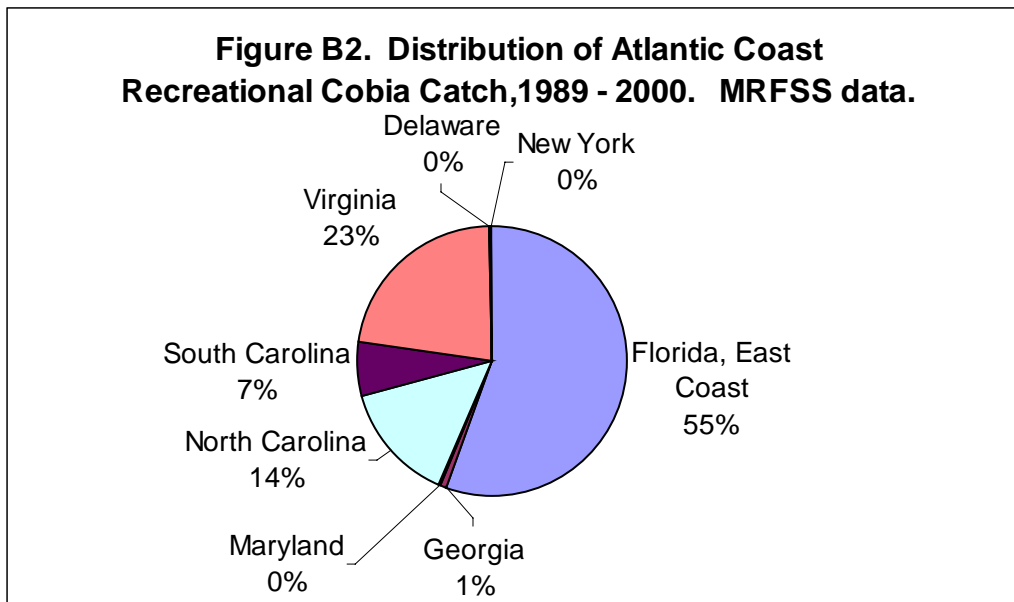 Figure B2. Distribution of Atlantic Coast
Recreational Cobia Catch,1989 - 2000. MRFSS data.
Delaware
0%
New York
0%
Virginia
23%
South Carolina
7%
Florida, East
Coast
55%
North Carolina
14%
Maryland
0%
Georgia
1%